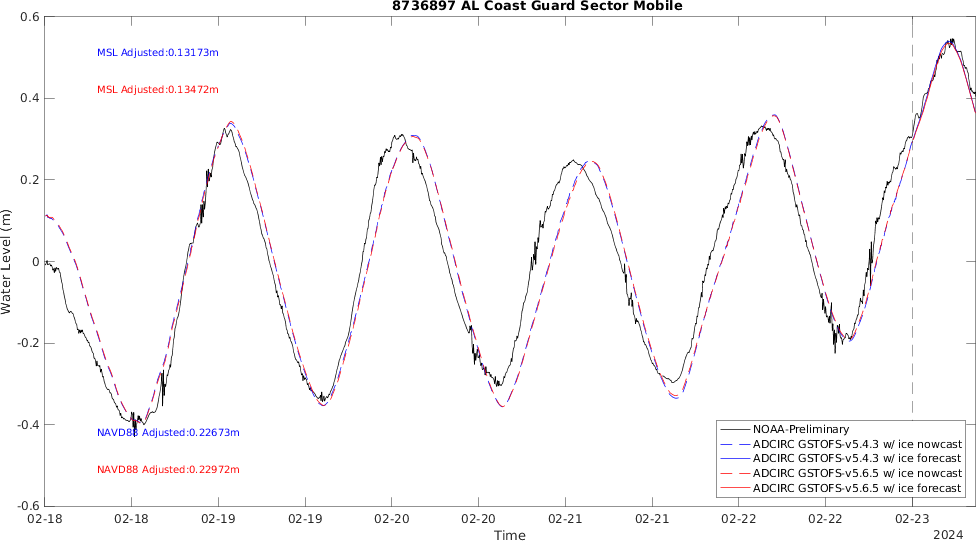 8736897 AL Coast Guard Sector Mobile
0.6
0.4
0.2
0
-0.2
-0.4
-0.6
Water Level (m)
MSL Adjusted:0.13173m
MSL Adjusted:0.13472m
NAVD88 Adjusted:0.22673m
NAVD88 Adjusted:0.22972m
NOAA-Preliminary
ADCIRC GSTOFS-v5.4.3 w/ ice nowcast
ADCIRC GSTOFS-v5.4.3 w/ ice forecast
ADCIRC GSTOFS-v5.6.5 w/ ice nowcast
ADCIRC GSTOFS-v5.6.5 w/ ice forecast
02-18 02-18 02-19 02-19 02-20 02-20 02-21 02-21 02-22 02-22 02-23
Time
2024